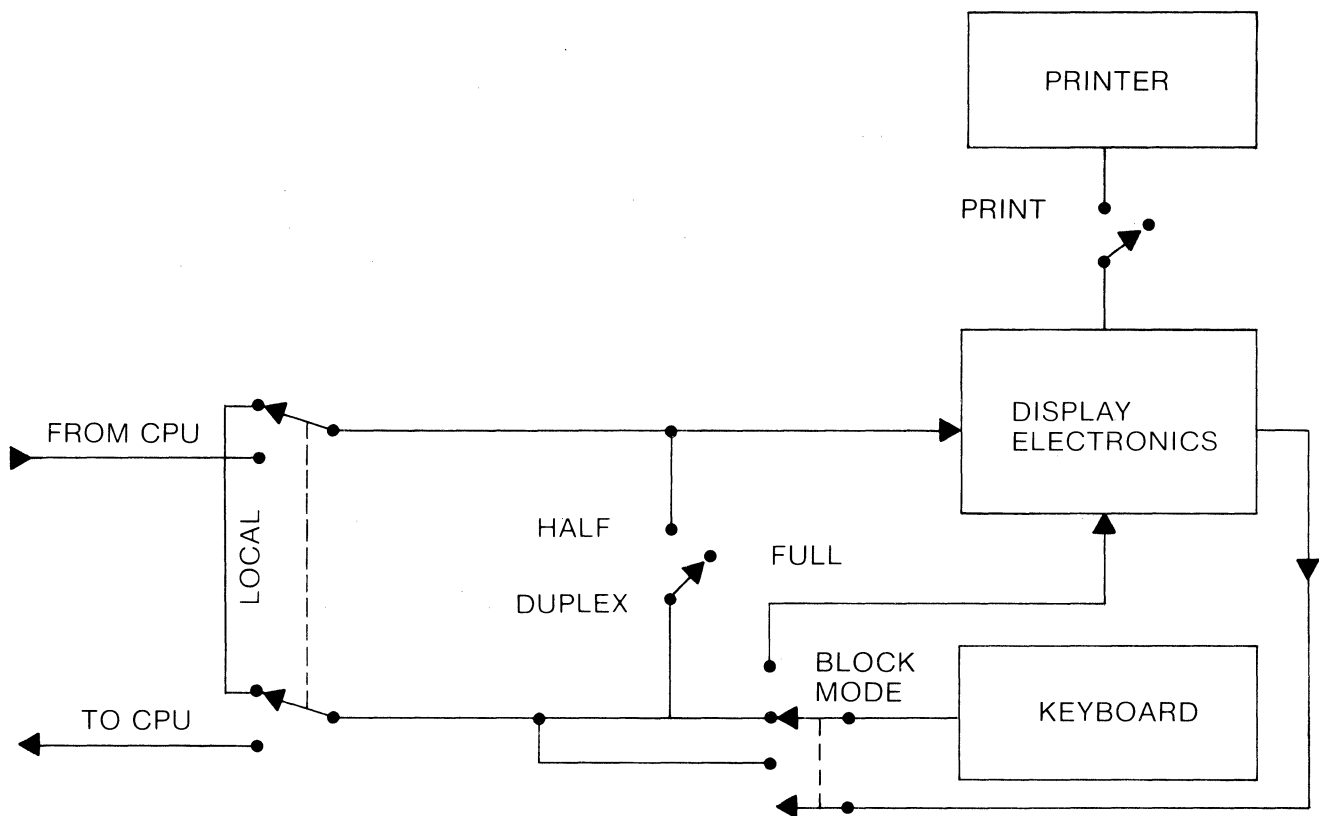 PRINTER
PRINT
DISPLAY
ELECTRONICS
FROM CPU
LOCAL
HALF
FULL
DUPLEX
BLOCK
MODE
KEYBOARD
TO CPU